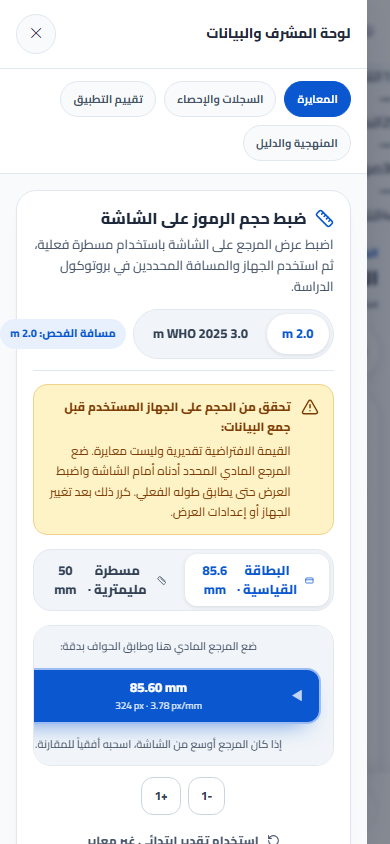 لوحة المشرف والبيانات
المعايرة
السجلات والإحصاء
تقييم التطبيق
المنهجية والدليل
ضبط حجم الرموز على الشاشة
اضبط عرض المرجع على الشاشة باستخدام مسطرة فعلية،
ثم استخدم الجهاز والمسافة المحددين في بروتوكول
الدراسة.
2.0 m
3.0 m WHO 2025
مسافة الفحص: 2.0 m
تحقق من الحجم على الجهاز المستخدم قبل
جمع البيانات:
القيمة الافتراضية تقديرية وليست معايرة. ضع
المرجع المادي المحدد أدناه أمام الشاشة واضبط
العرض حتى يطابق طوله الفعلي. كرر ذلك بعد تغيير
الجهاز أو إعدادات العرض.
البطاقة
القياسية · 85.6
mm
مسطرة
مليمترية · 50
mm
ضع المرجع المادي هنا وطابق الحواف بدقة:
85.60 mm
324 px · 3.78 px/mm
إذا كان المرجع أوسع من الشاشة، اسحبه أفقياً للمقارنة.
-1
+1
استخدام تقدير ابتدائي غير معاير